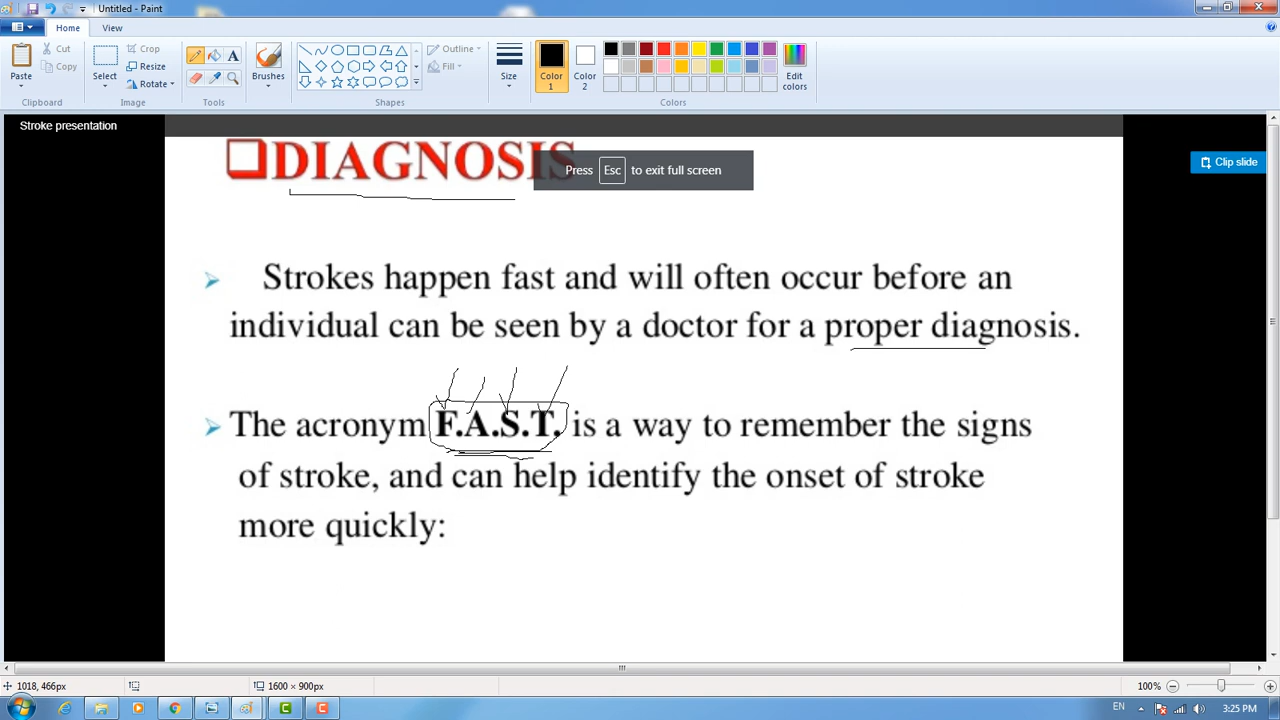 Untitled - Paint
Home View
Paste
Cut
Copy
Clipboard
Select
Crop
Resize
Rotate
Image
Tools
Brushes
Outline
Fill
Shapes
Size
Color
1
Color
2
Edit
colors
Colors
Stroke presentation
DIAGNOSIS
Press Esc to exit full screen
Clip slide
Strokes happen fast and will often occur before an
individual can be seen by a doctor for a proper diagnosis.
The acronym F.A.S.T. is a way to remember the signs
of stroke, and can help identify the onset of stroke
more quickly:
1018, 466px
1600 × 900px
100%
EN
3:25 PM